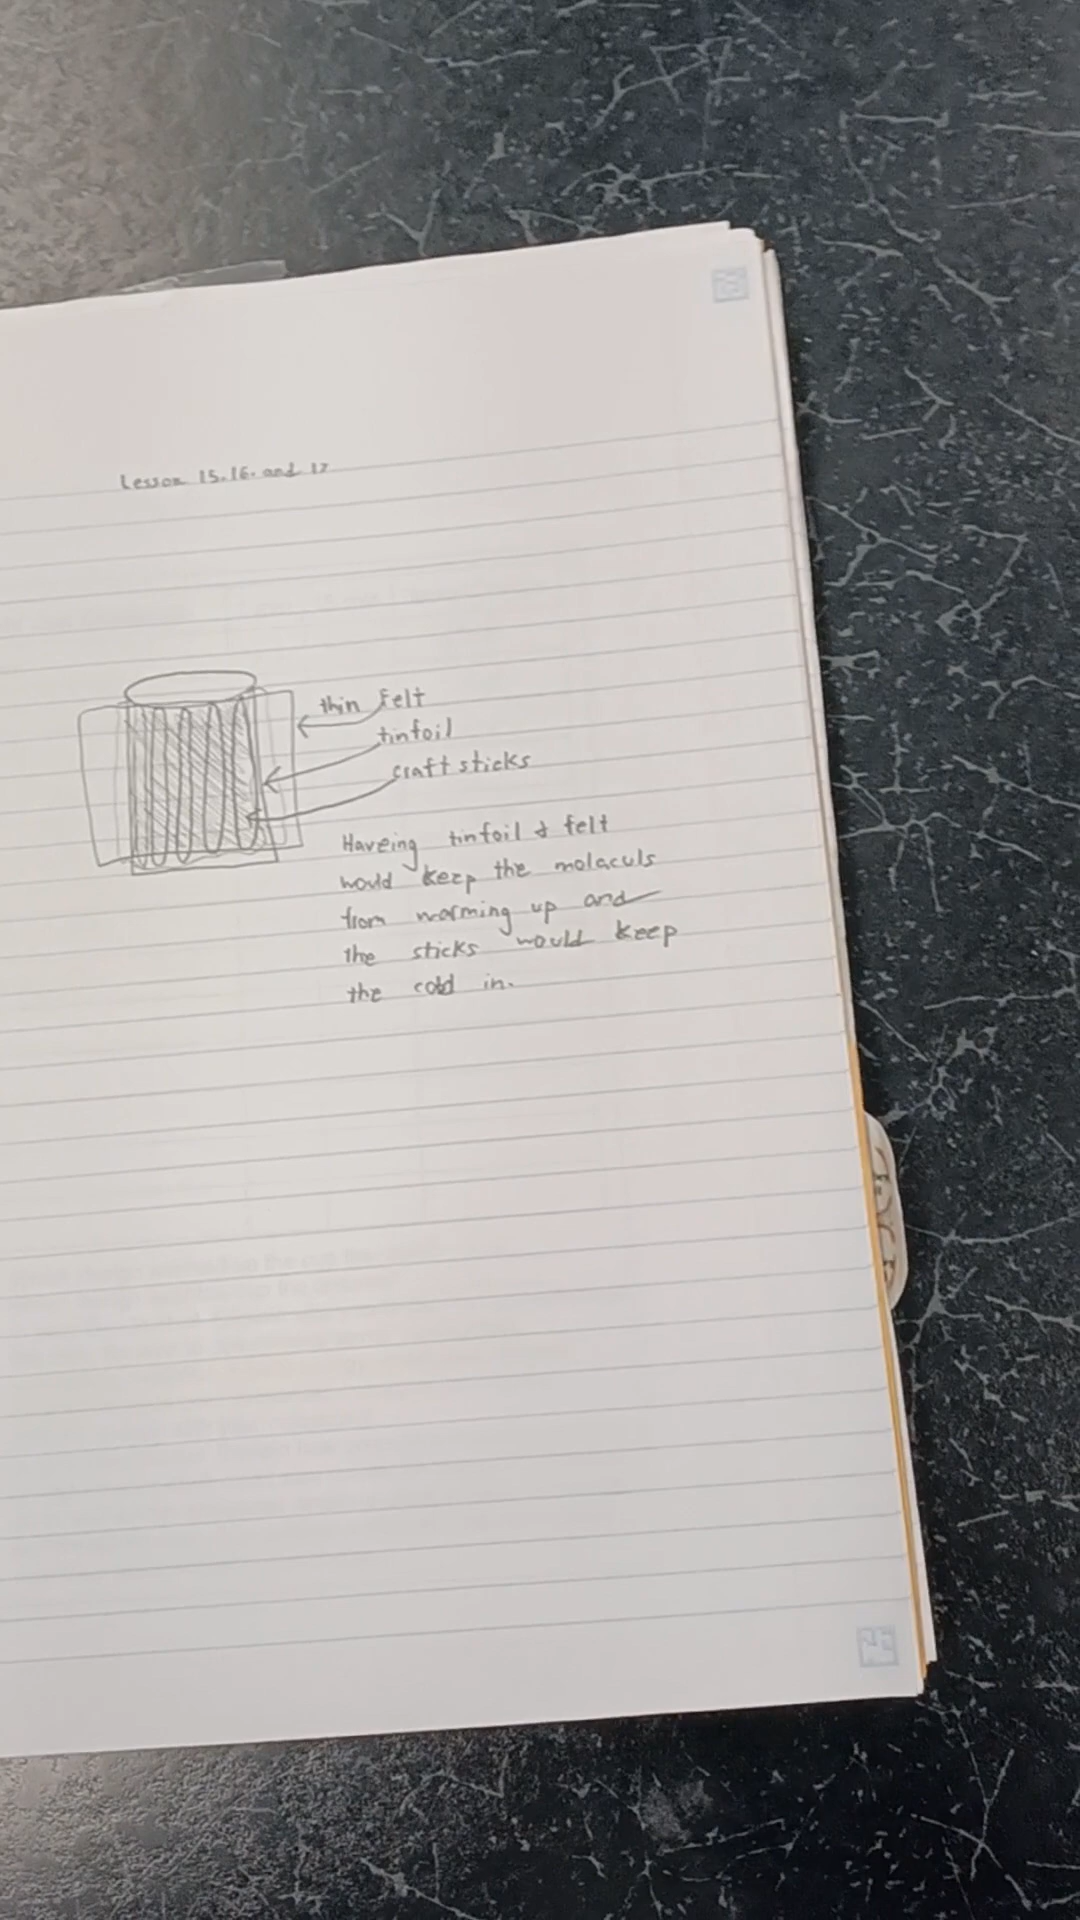 Lesson 15.16. and 17
thin felt
tinfoil
craft sticks
Haveing tinfoil & felt
would keep the molaculs
from warming up and
the sticks would keep
the cold in.